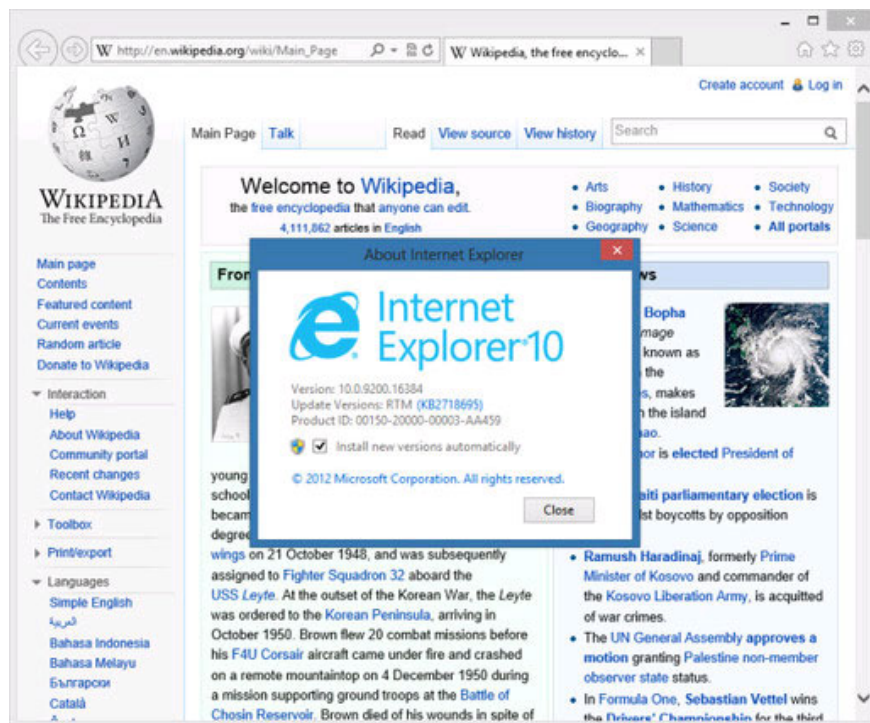 http://en.wikipedia.org/wiki/Main_Page
W Wikipedia, the free encyclo...
Create account Log in
Main Page Talk Read View source View history Search
WIKIPEDIA
The Free Encyclopedia
Main page
Contents
Featured content
Current events
Random article
Donate to Wikipedia
Interaction
Help
About Wikipedia
Community portal
Recent changes
Contact Wikipedia
Toolbox
Print/export
Languages
Simple English
العربية
Bahasa Indonesia
Bahasa Melayu
Български
Català
Welcome to Wikipedia,
the free encyclopedia that anyone can edit.
4,111,862 articles in English
Arts History Society
Biography Mathematics Technology
Geography Science All portals
About Internet Explorer
Internet
Explorer 10
Version: 10.0.9200.16384
Update Versions: RTM (KB2718695)
Product ID: 00150-20000-00003-AA459
Install new versions automatically
© 2012 Microsoft Corporation. All rights reserved.
Close
young
school
becam
degree
wings on 21 October 1948, and was subsequently
assigned to Fighter Squadron 32 aboard the
USS Leyte. At the outset of the Korean War, the Leyte
was ordered to the Korean Peninsula, arriving in
October 1950. Brown flew 20 combat missions before
his F4U Corsair aircraft came under fire and crashed
on a remote mountaintop on 4 December 1950 during
a mission supporting ground troops at the Battle of
Chosin Reservoir. Brown died of his wounds in spite of
Bopha
known as
the
makes
the island
is elected President of
parliamentary election is
boycotts by opposition
Ramush Haradinaj, formerly Prime
Minister of Kosovo and commander of
the Kosovo Liberation Army, is acquitted
of war crimes.
The UN General Assembly approves a
motion granting Palestine non-member
observer state status.
In Formula One, Sebastian Vettel wins
the Drivers' Championship for the third